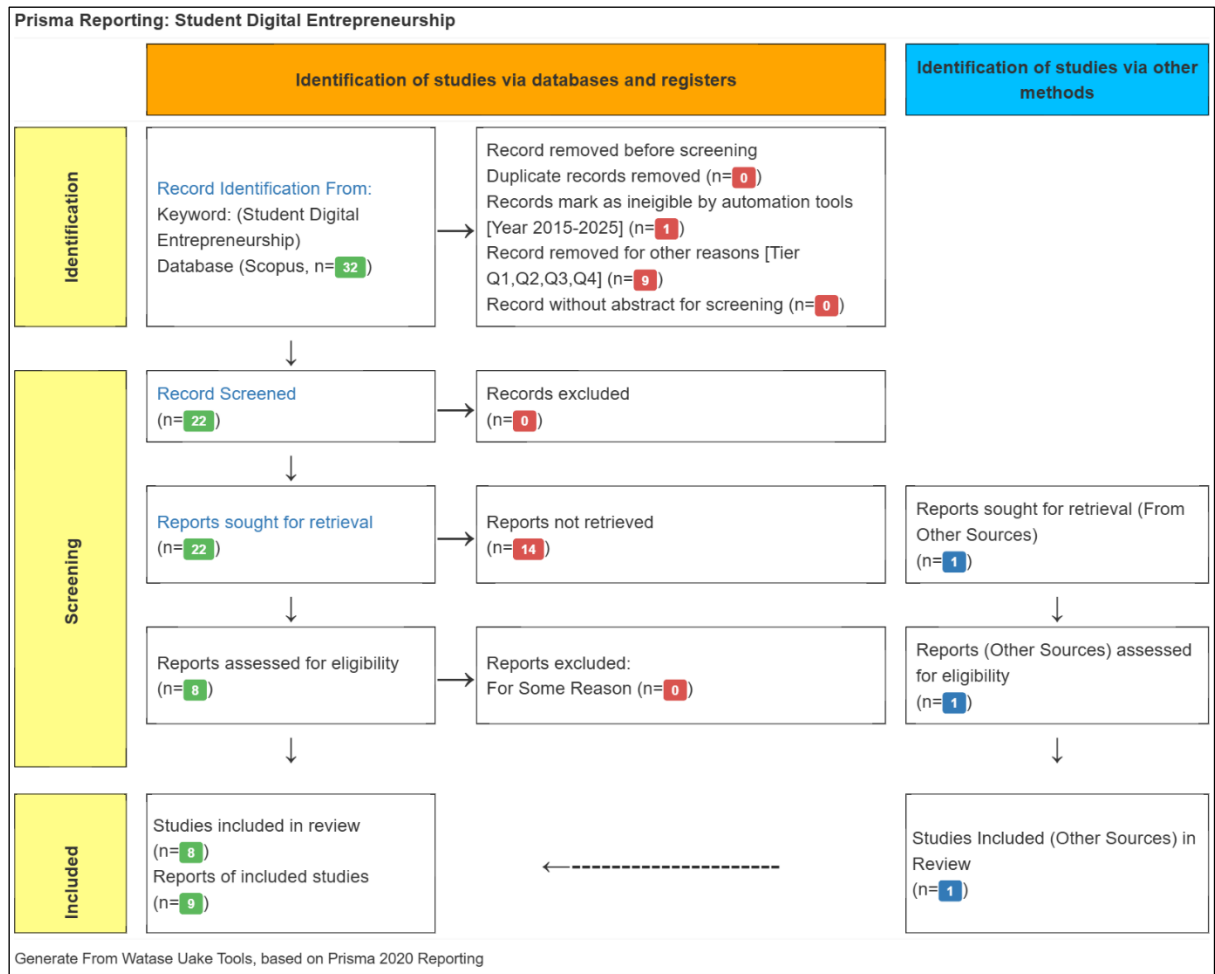 Prisma Reporting: Student Digital Entrepreneurship
Identification of studies via databases and registers
Identification of studies via other
methods
Identification
Record Identification From:
Keyword: (Student Digital
Entrepreneurship)
Database (Scopus, n= 32 )
Record removed before screening
Duplicate records removed (n= 0 )
Records mark as ineigible by automation tools
[Year 2015-2025] (n= 1 )
Record removed for other reasons [Tier
Q1,Q2,Q3,Q4] (n= 9 )
Record without abstract for screening (n= 0 )
Screening
Record Screened
(n= 22 )
Records excluded
(n= 0 )
Reports sought for retrieval
(n= 22 )
Reports not retrieved
(n= 14 )
Reports sought for retrieval (From
Other Sources)
(n= 1 )
Reports assessed for eligibility
(n= 8 )
Reports excluded:
For Some Reason (n= 0 )
Reports (Other Sources) assessed
for eligibility
(n= 1 )
Included
Studies included in review
(n= 8 )
Reports of included studies
(n= 9 )
Studies Included (Other Sources) in
Review
(n= 1 )
Generate From Watase Uake Tools, based on Prisma 2020 Reporting